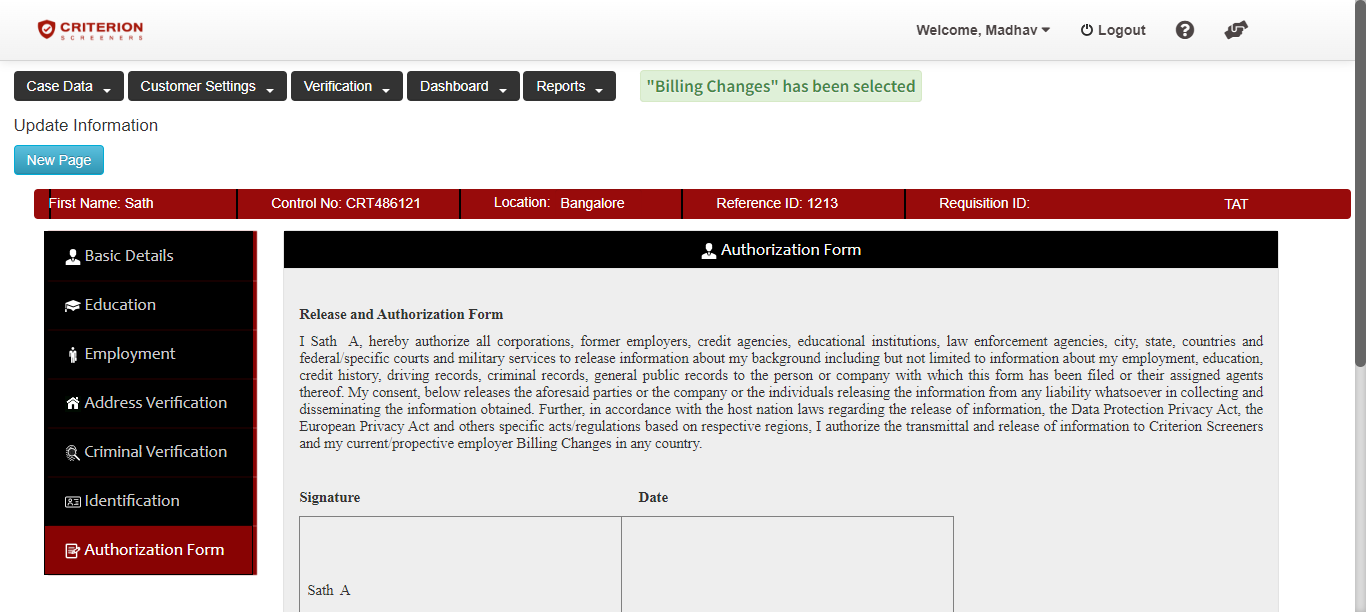 CRITERION
SCREENERS
Welcome, Madhav
Logout
Case Data
Customer Settings
Verification
Dashboard
Reports
"Billing Changes" has been selected
Update Information
New Page
First Name: Sath
Control No: CRT486121
Location: Bangalore
Reference ID: 1213
Requisition ID:
TAT
Basic Details
Education
Employment
Address Verification
Criminal Verification
Identification
Authorization Form
Authorization Form
Release and Authorization Form
I Sath A, hereby authorize all corporations, former employers, credit agencies, educational institutions, law enforcement agencies, city, state, countries and
federal/specific courts and military services to release information about my background including but not limited to information about my employment, education,
credit history, driving records, criminal records, general public records to the person or company with which this form has been filed or their assigned agents
thereof. My consent, below releases the aforesaid parties or the company or the individuals releasing the information from any liability whatsoever in collecting and
disseminating the information obtained. Further, in accordance with the host nation laws regarding the release of information, the Data Protection Privacy Act, the
European Privacy Act and others specific acts/regulations based on respective regions, I authorize the transmittal and release of information to Criterion Screeners
and my current/propective employer Billing Changes in any country.
Signature
Date
Sath A